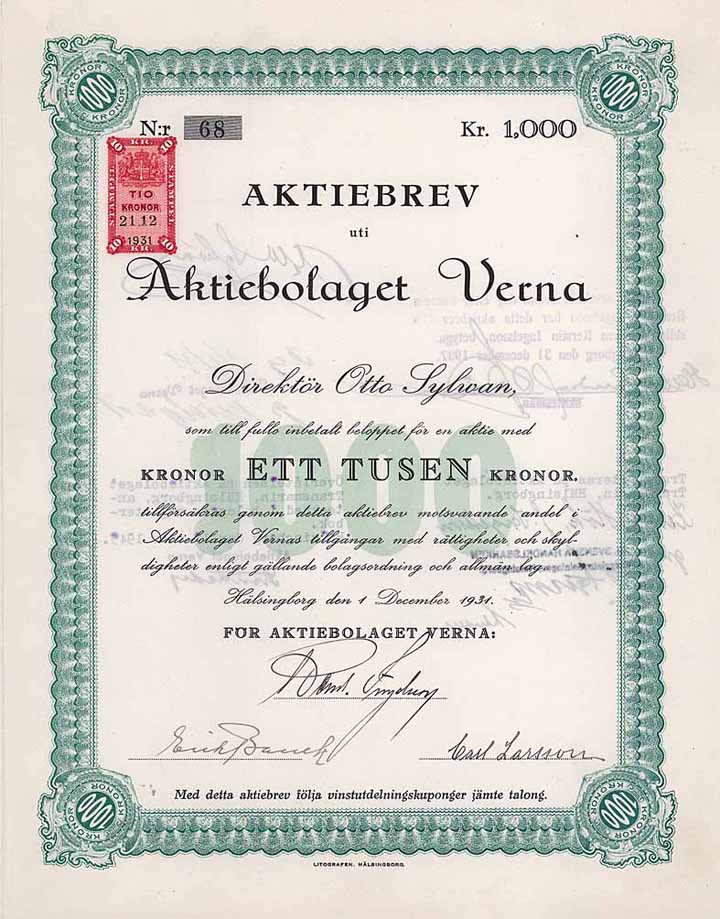 N:r 68 Kr. 1,000
STÄMPEL
TIO
KRONOR
21.12
1931
AKTIEBREV
uti
Aktiebolaget Verna
Direktör Otto Sylwan,
som till fullo inbetalt beloppet för en aktie med
1000
KRONOR ETT TUSEN KRONOR.
tillförsäkras genom detta aktiebrev motsvarande andel i
Aktiebolaget Vernas tillgångar med rättigheter och skyl-
digheter enligt gällande bolagsordning och allmän lag.
Hälsingborg den 1 December 1931.
FÖR AKTIEBOLAGET VERNA:
Carl Larsson
Med detta aktiebrev följa vinstutdelningskuponger jämte talong.
LITOGRAFEN, HÄLSINGBORG.